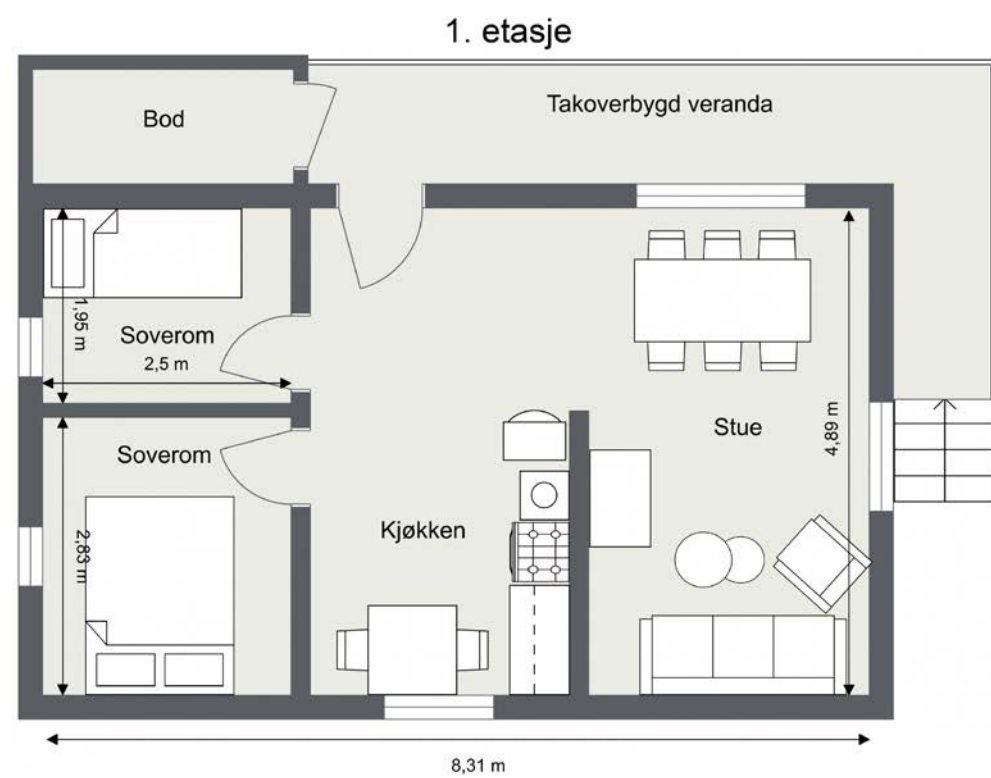 1. etasje
Bod
Takoverbygd veranda
1,95 m
Soverom
2,5 m
Soverom
Stue
4,89 m
Kjøkken
2,83 m
8,31 m